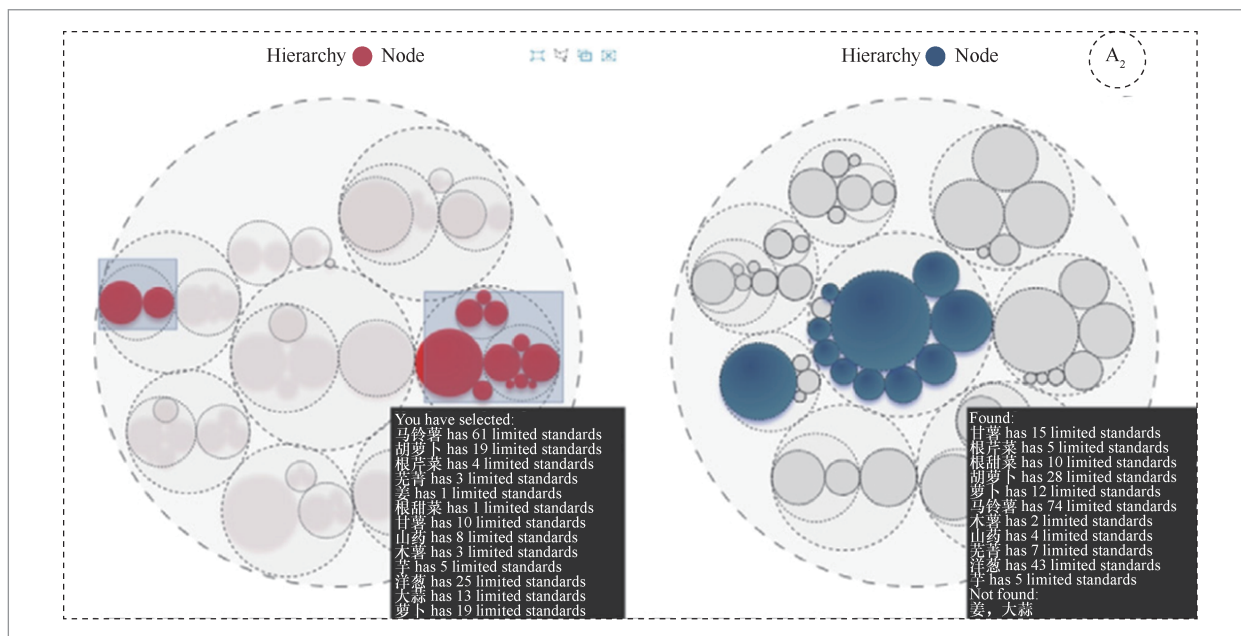 Hierarchy Node
Hierarchy Node
A2
You have selected:
马铃薯 has 61 limited standards
胡萝卜 has 19 limited standards
根芹菜 has 4 limited standards
芜菁 has 3 limited standards
姜 has 1 limited standards
根甜菜 has 1 limited standards
甘薯 has 10 limited standards
山药 has 8 limited standards
木薯 has 3 limited standards
芋 has 5 limited standards
洋葱 has 25 limited standards
大蒜 has 13 limited standards
萝卜 has 19 limited standards
Found:
甘薯 has 15 limited standards
根芹菜 has 5 limited standards
根甜菜 has 10 limited standards
胡萝卜 has 28 limited standards
萝卜 has 12 limited standards
马铃薯 has 74 limited standards
木薯 has 2 limited standards
山药 has 4 limited standards
芜菁 has 7 limited standards
洋葱 has 43 limited standards
芋 has 5 limited standards
Not found:
姜，大蒜